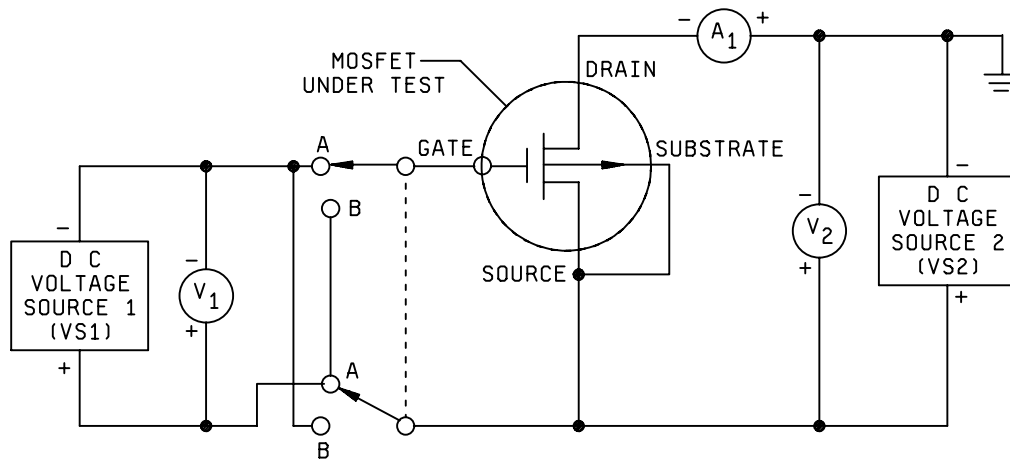 - A1 +
MOSFET
UNDER TEST
DRAIN
A
GATE
SUBSTRATE
-
-
B
-
D C
VOLTAGE
SOURCE 2
(VS2)
V2
-
D C
VOLTAGE
SOURCE 1
(VS1)
V1
SOURCE
+
+
+
+
A
B